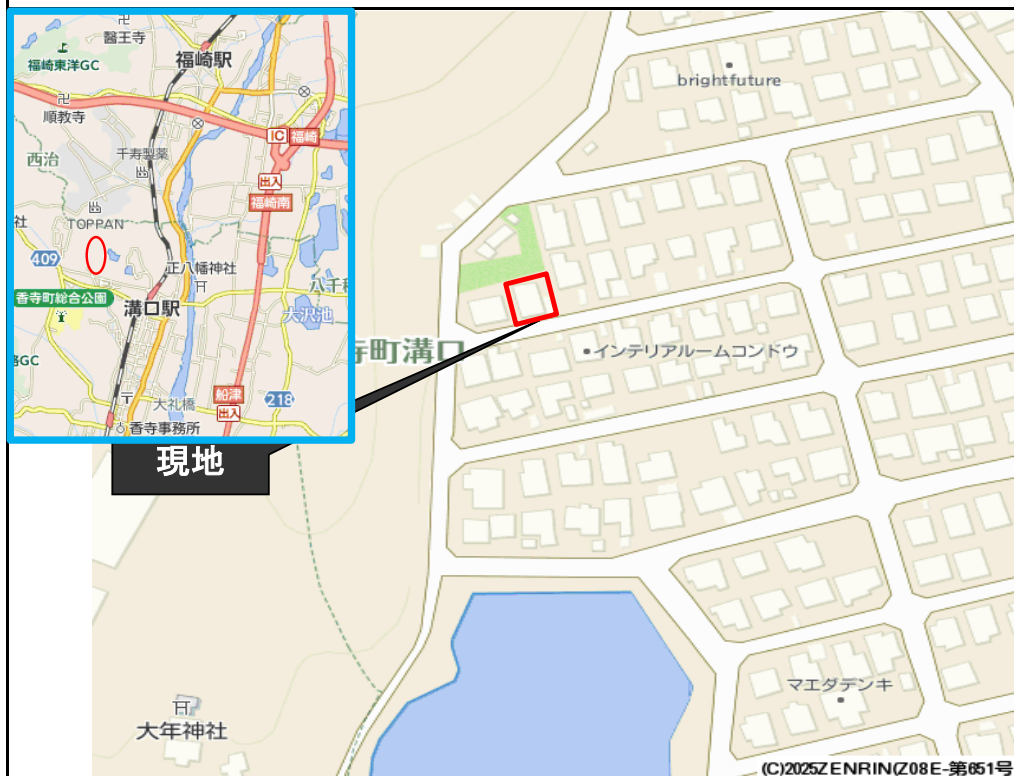 医王寺
福崎駅
福崎東洋GC
順教寺
IC 福崎
千寿製薬
西治
出入
福崎南
社
TOPPAN
409
正八幡神社
八千種
香寺町総合公園
溝口駅
大沢池
GC
船津
大礼橋
218
出入
香寺事務所
brightfuture
寺町溝口
インテリアルームコンドウ
現地
マエダデンキ
大年神社
(C)2025ZENRIN(Z08E-第651号